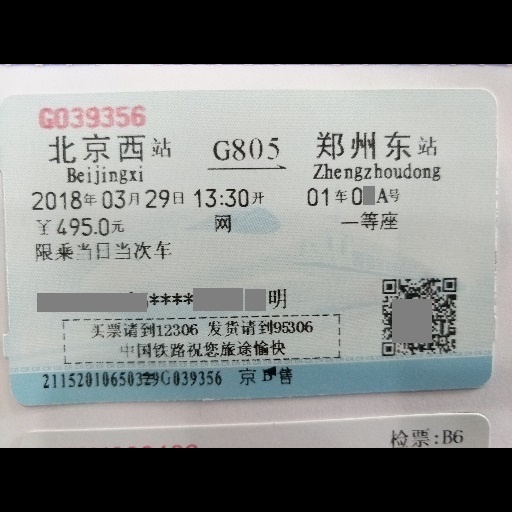 G039356
北京西站 G805 郑州东站
Beijingxi Zhengzhoudong
2018年03月29日 13:30开 01车0 A号
￥495.0元 网 一等座
限乘当日当次车
**** 明
买票请到12306 发货请到95306
中国铁路祝您旅途愉快
21152010650329G039356 京 售
检票:B6